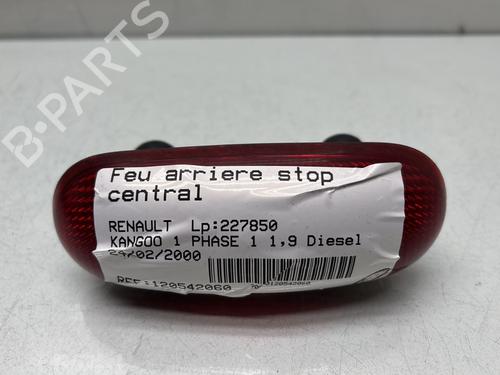 B-PARTS
Feu arriere stop
central
RENAULT Lp:227850
KANGOO 1 PHASE 1 1,9 Diesel
24/02/2000
REF:120542060